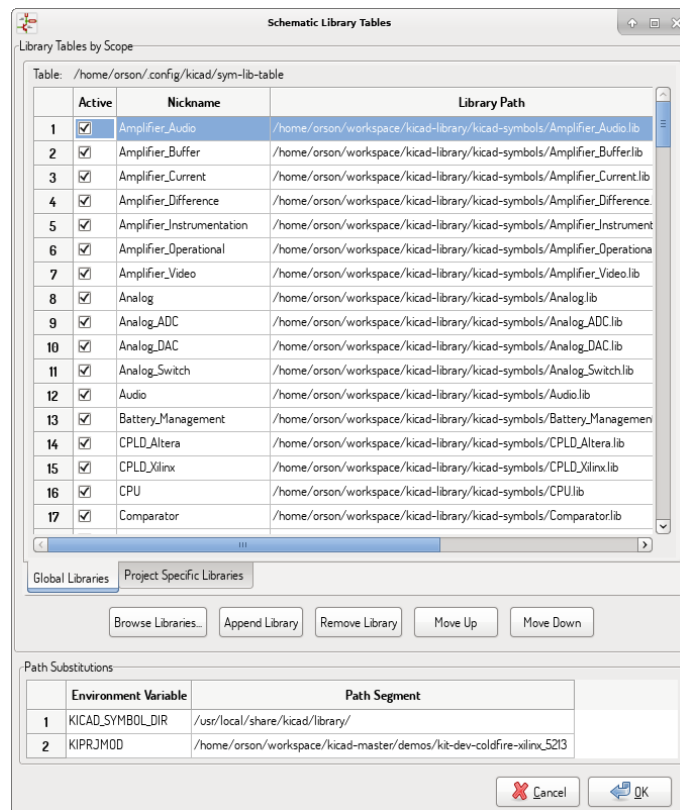 Schematic Library Tables
Library Tables by Scope
Table: /home/orson/.config/kicad/sym-lib-table
Active Nickname Library Path
1 Amplifier_Audio /home/orson/workspace/kicad-library/kicad-symbols/Amplifier_Audio.lib
2 Amplifier_Buffer /home/orson/workspace/kicad-library/kicad-symbols/Amplifier_Buffer.lib
3 Amplifier_Current /home/orson/workspace/kicad-library/kicad-symbols/Amplifier_Current.lib
4 Amplifier_Difference /home/orson/workspace/kicad-library/kicad-symbols/Amplifier_Difference.
5 Amplifier_Instrumentation /home/orson/workspace/kicad-library/kicad-symbols/Amplifier_Instrument
6 Amplifier_Operational /home/orson/workspace/kicad-library/kicad-symbols/Amplifier_Operationa
7 Amplifier_Video /home/orson/workspace/kicad-library/kicad-symbols/Amplifier_Video.lib
8 Analog /home/orson/workspace/kicad-library/kicad-symbols/Analog.lib
9 Analog_ADC /home/orson/workspace/kicad-library/kicad-symbols/Analog_ADC.lib
10 Analog_DAC /home/orson/workspace/kicad-library/kicad-symbols/Analog_DAC.lib
11 Analog_Switch /home/orson/workspace/kicad-library/kicad-symbols/Analog_Switch.lib
12 Audio /home/orson/workspace/kicad-library/kicad-symbols/Audio.lib
13 Battery_Management /home/orson/workspace/kicad-library/kicad-symbols/Battery_Managemen
14 CPLD_Altera /home/orson/workspace/kicad-library/kicad-symbols/CPLD_Altera.lib
15 CPLD_Xilinx /home/orson/workspace/kicad-library/kicad-symbols/CPLD_Xilinx.lib
16 CPU /home/orson/workspace/kicad-library/kicad-symbols/CPU.lib
17 Comparator /home/orson/workspace/kicad-library/kicad-symbols/Comparator.lib
Global Libraries Project Specific Libraries
Browse Libraries... Append Library Remove Library Move Up Move Down
Path Substitutions
Environment Variable Path Segment
1 KICAD_SYMBOL_DIR /usr/local/share/kicad/library/
2 KIPRJMOD /home/orson/workspace/kicad-master/demos/kit-dev-coldfire-xilinx_5213
Cancel OK